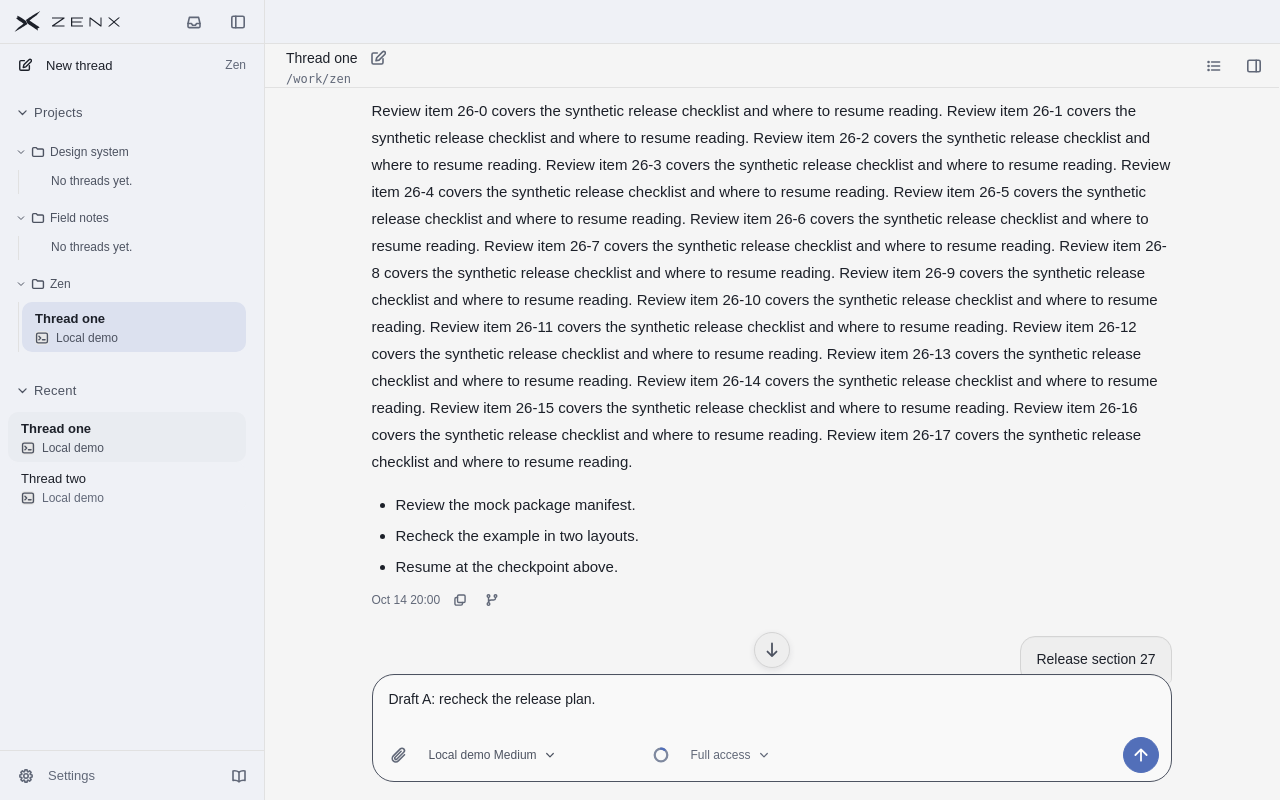 ZENX
New thread
Zen
Projects
Design system
No threads yet.
Field notes
No threads yet.
Zen
Thread one
Local demo
Recent
Thread one
Local demo
Thread two
Local demo
Settings
Thread one
/work/zen
Review item 26-0 covers the synthetic release checklist and where to resume reading. Review item 26-1 covers the
synthetic release checklist and where to resume reading. Review item 26-2 covers the synthetic release checklist and
where to resume reading. Review item 26-3 covers the synthetic release checklist and where to resume reading. Review
item 26-4 covers the synthetic release checklist and where to resume reading. Review item 26-5 covers the synthetic
release checklist and where to resume reading. Review item 26-6 covers the synthetic release checklist and where to
resume reading. Review item 26-7 covers the synthetic release checklist and where to resume reading. Review item 26-
8 covers the synthetic release checklist and where to resume reading. Review item 26-9 covers the synthetic release
checklist and where to resume reading. Review item 26-10 covers the synthetic release checklist and where to resume
reading. Review item 26-11 covers the synthetic release checklist and where to resume reading. Review item 26-12
covers the synthetic release checklist and where to resume reading. Review item 26-13 covers the synthetic release
checklist and where to resume reading. Review item 26-14 covers the synthetic release checklist and where to resume
reading. Review item 26-15 covers the synthetic release checklist and where to resume reading. Review item 26-16
covers the synthetic release checklist and where to resume reading. Review item 26-17 covers the synthetic release
checklist and where to resume reading.
• Review the mock package manifest.
• Recheck the example in two layouts.
• Resume at the checkpoint above.
Oct 14 20:00
Release section 27
Draft A: recheck the release plan.
Local demo Medium
Full access